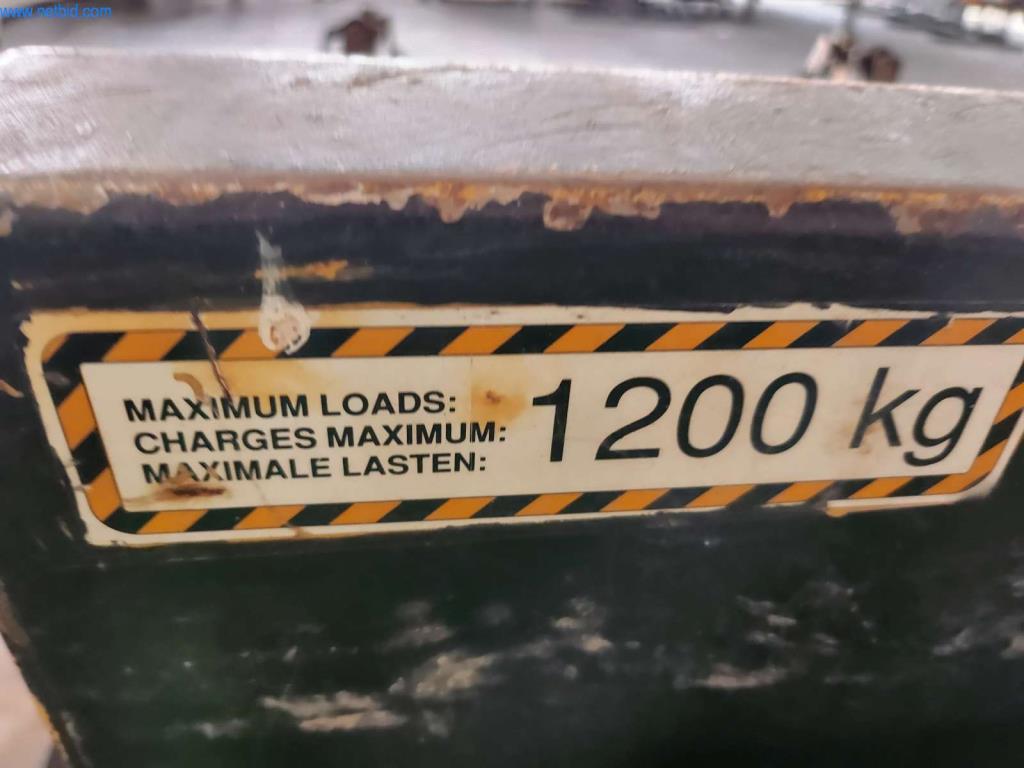 www.netbid.com
MAXIMUM LOADS:
CHARGES MAXIMUM:
MAXIMALE LASTEN:
1200 kg